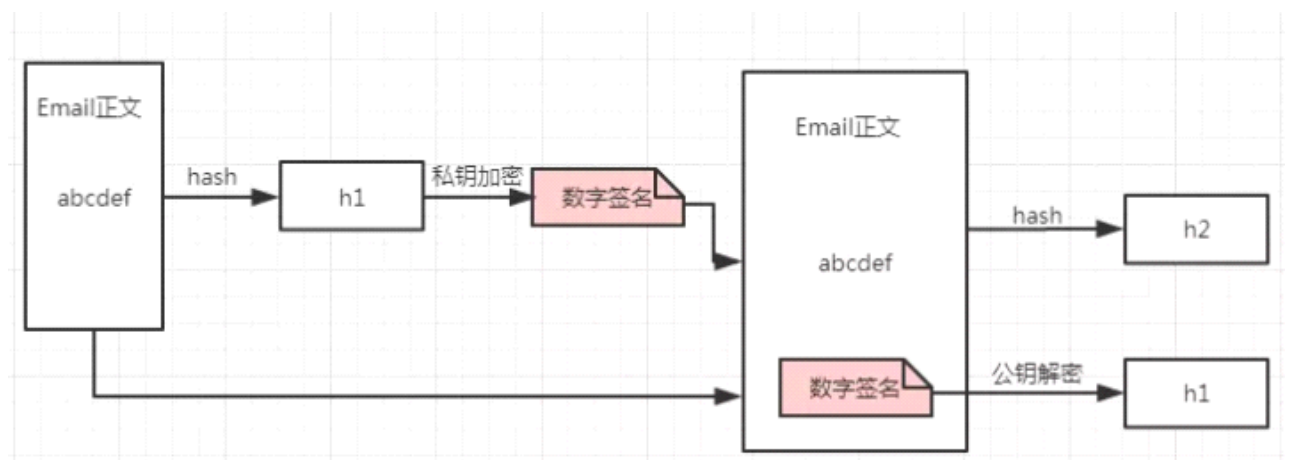 Email正文
abcdef
hash
h1
私钥加密
数字签名
Email正文
abcdef
数字签名
hash
h2
公钥解密
h1